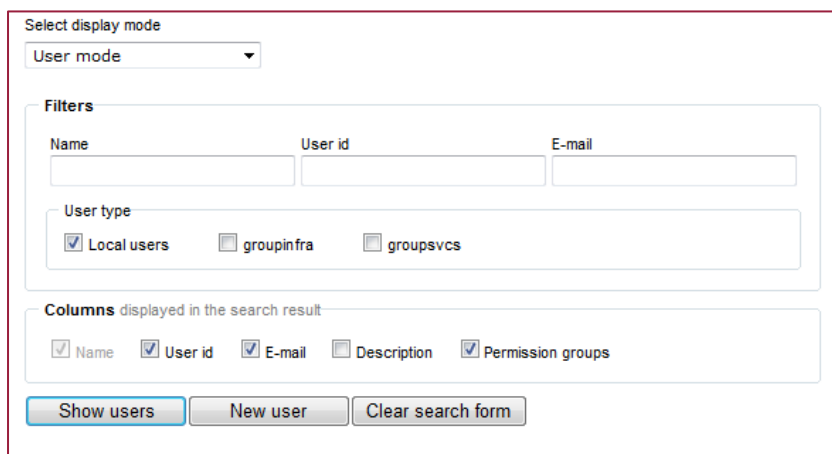 Select display mode
User mode
Filters
Name User id E-mail
User type
Local users groupinfra groupsvcs
Columns displayed in the search result
Name User id E-mail Description Permission groups
Show users New user Clear search form